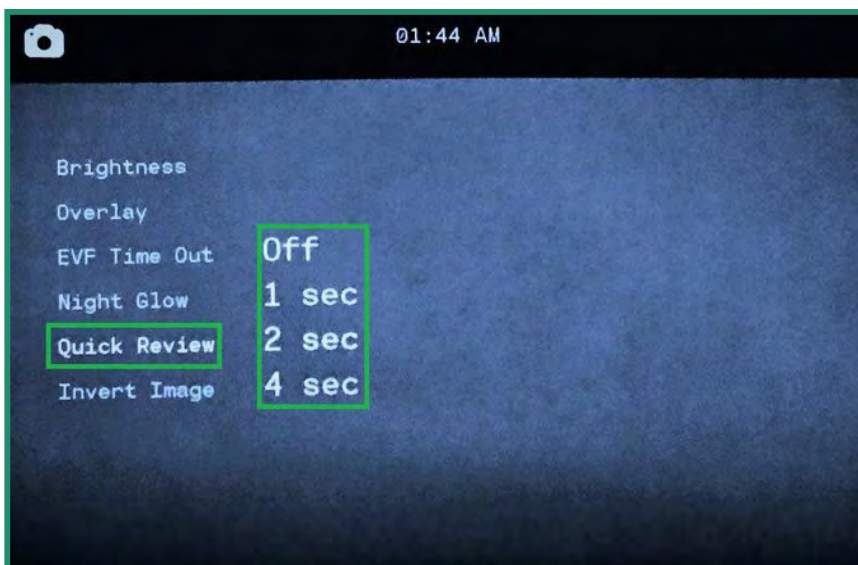 01:44 AM
Brightness
Overlay
EVF Time Out
Off
Night Glow
1 sec
Quick Review
2 sec
Invert Image
4 sec